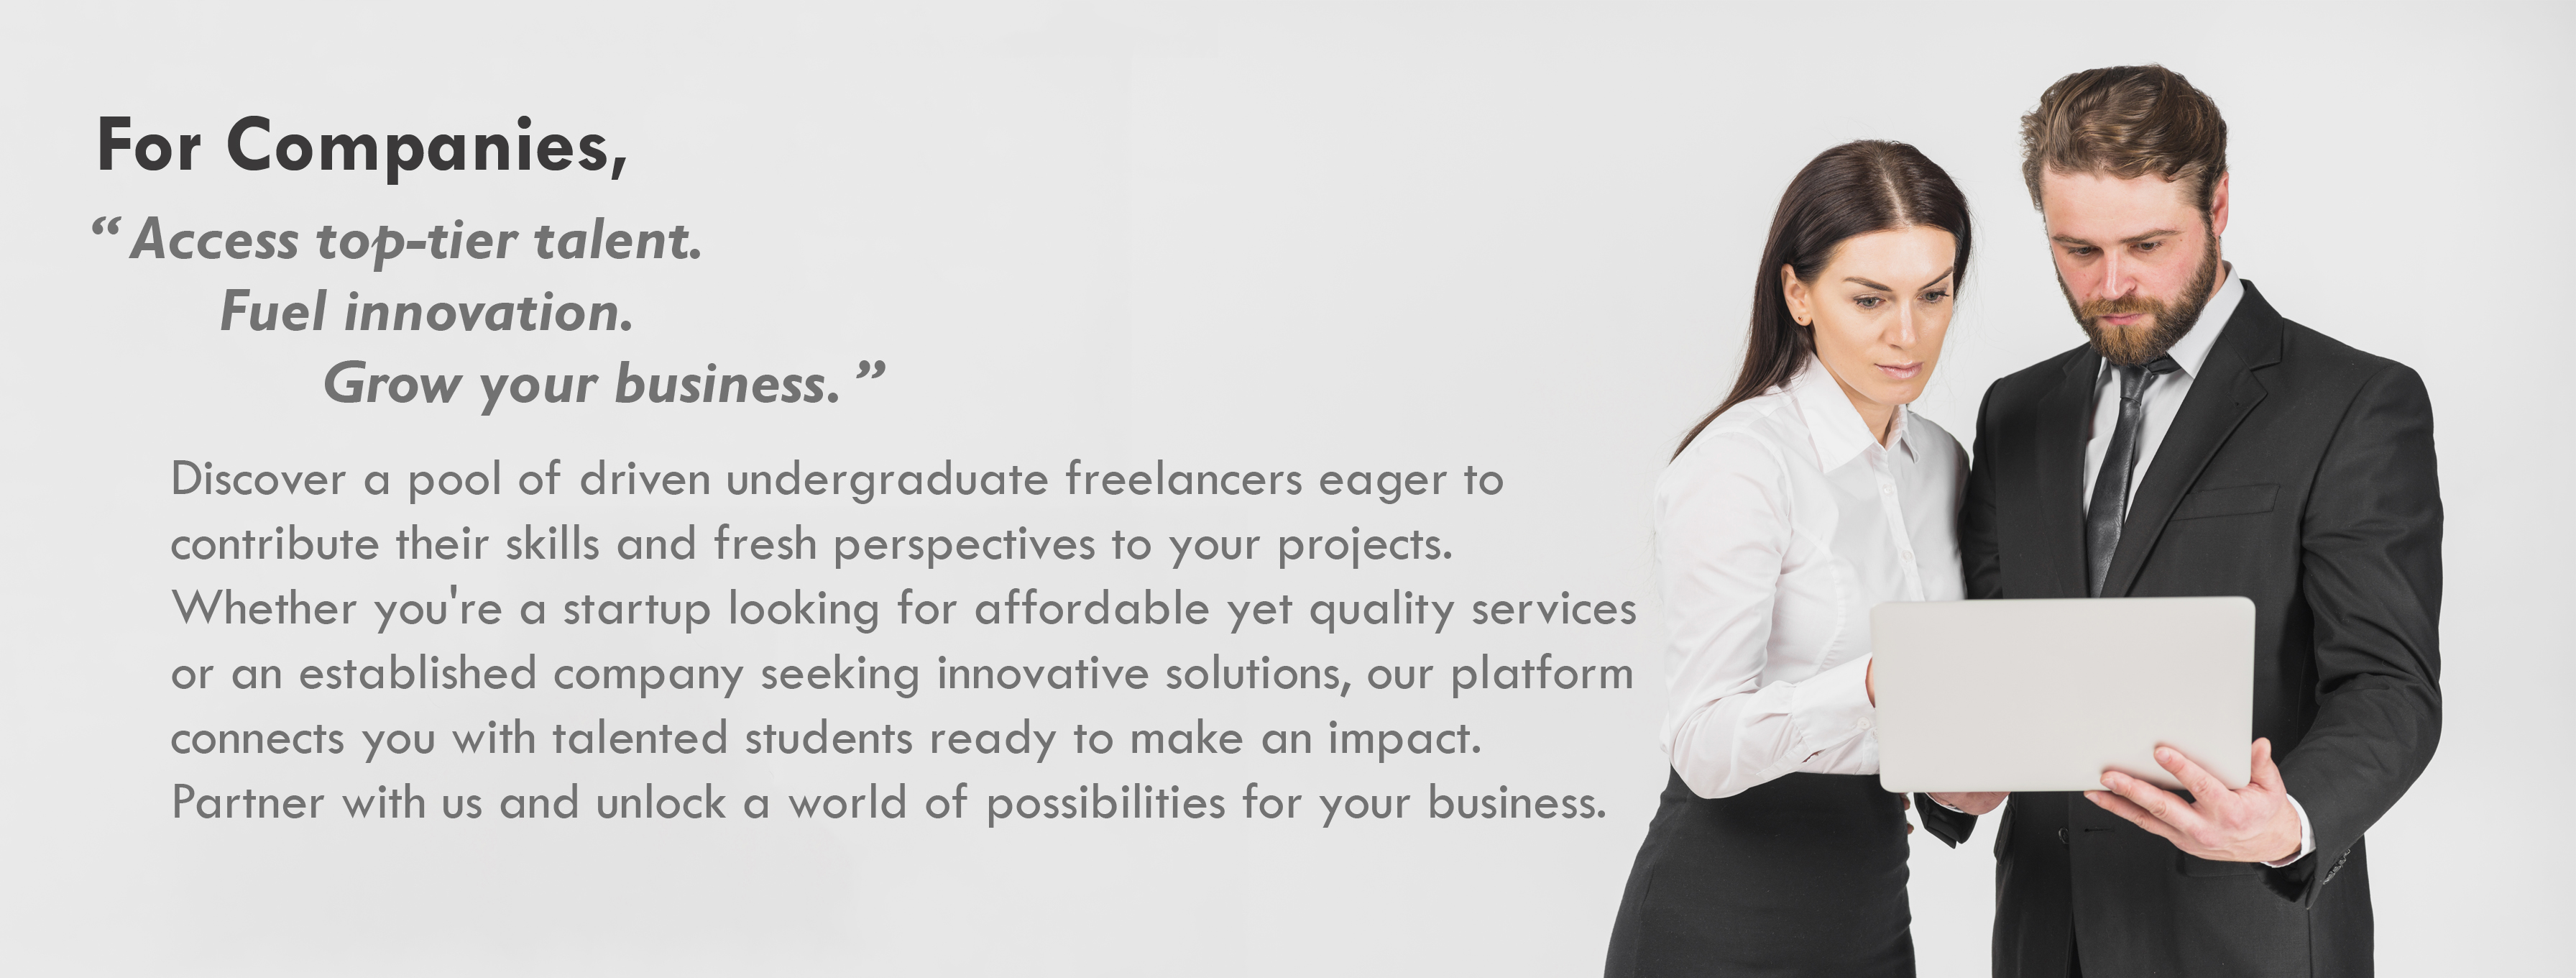 For Companies,
“ Access top-tier talent.
Fuel innovation.
Grow your business. ”
Discover a pool of driven undergraduate freelancers eager to
contribute their skills and fresh perspectives to your projects.
Whether you're a startup looking for affordable yet quality services
or an established company seeking innovative solutions, our platform
connects you with talented students ready to make an impact.
Partner with us and unlock a world of possibilities for your business.